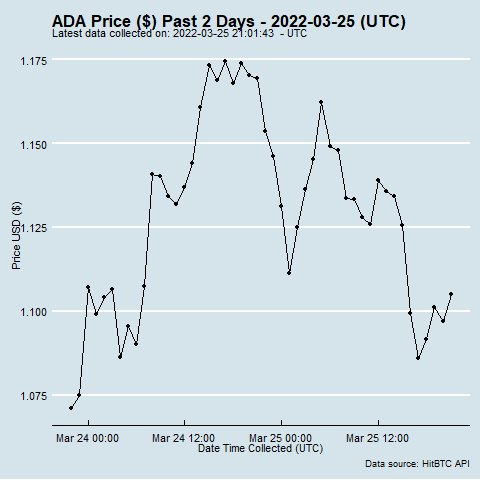 ADA Price ($) Past 2 Days - 2022-03-25 (UTC)
Latest data collected on: 2022-03-25 21:01:43 - UTC
1.175
1.150
1.125
1.100
1.075
Price USD ($)
Mar 24 00:00 Mar 24 12:00 Mar 25 00:00 Mar 25 12:00
Date Time Collected (UTC)
Data source: HitBTC API